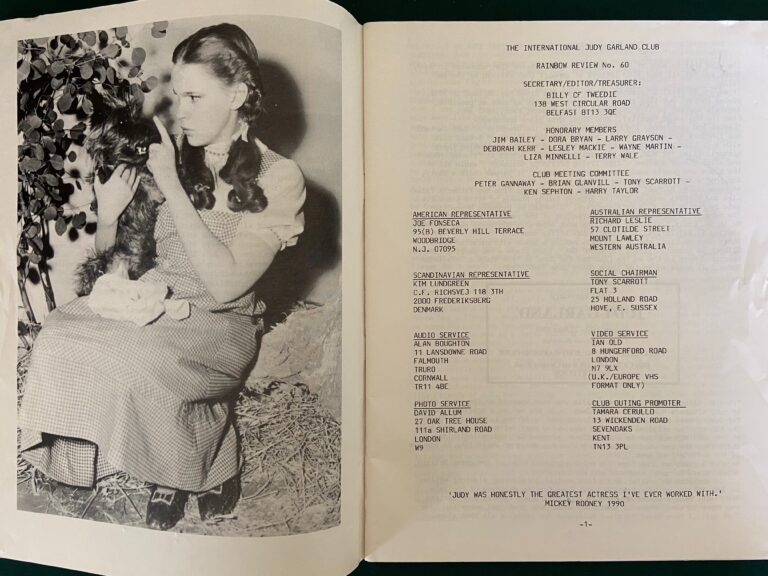 THE INTERNATIONAL JUDY GARLAND CLUB
RAINBOW REVIEW No. 60
SECRETARY/EDITOR/TREASURER:
BILLY CF TWEEDIE
138 WEST CIRCULAR ROAD
BELFAST BT13 3QE
HONORARY MEMBERS
JIM BAILEY - DORA BRYAN - LARRY GRAYSON -
DEBORAH KERR - LESLEY MACKIE - WAYNE MARTIN -
LIZA MINNELLI - TERRY WALE
CLUB MEETING COMMITTEE
PETER GANNAWAY - BRIAN GLANVILL - TONY SCARROTT -
KEN SEPHTON - HARRY TAYLOR
AMERICAN REPRESENTATIVE
JOE FONSECA
95(B) BEVERLY HILL TERRACE
WOODBRIDGE
N.J. 07095
AUSTRALIAN REPRESENTATIVE
RICHARD LESLIE
57 CLOTILDE STREET
MOUNT LAWLEY
WESTERN AUSTRALIA
SCANDINAVIAN REPRESENTATIVE
KIM LUNDGREEN
C.F. RICHSVEJ 118 3TH
2000 FREDERIKSBERG
DENMARK
SOCIAL CHAIRMAN
TONY SCARROTT
FLAT 3
25 HOLLAND ROAD
HOVE, E. SUSSEX
AUDIO SERVICE
ALAN BOUGHTON
11 LANSDOWNE ROAD
FALMOUTH
TRURO
CORNWALL
TR11 4BE
VIDEO SERVICE
IAN OLD
8 HUNGERFORD ROAD
LONDON
N7 9LX
(U.K./EUROPE VHS
FORMAT ONLY)
PHOTO SERVICE
DAVID ALLUM
27 OAK TREE HOUSE
111a SHIRLAND ROAD
LONDON
W9
CLUB OUTING PROMOTER
TAMARA CERULLO
13 WICKENDEN ROAD
SEVENOAKS
KENT
TN13 3PL
'JUDY WAS HONESTLY THE GREATEST ACTRESS I'VE EVER WORKED WITH.'
MICKEY ROONEY 1990
-1-